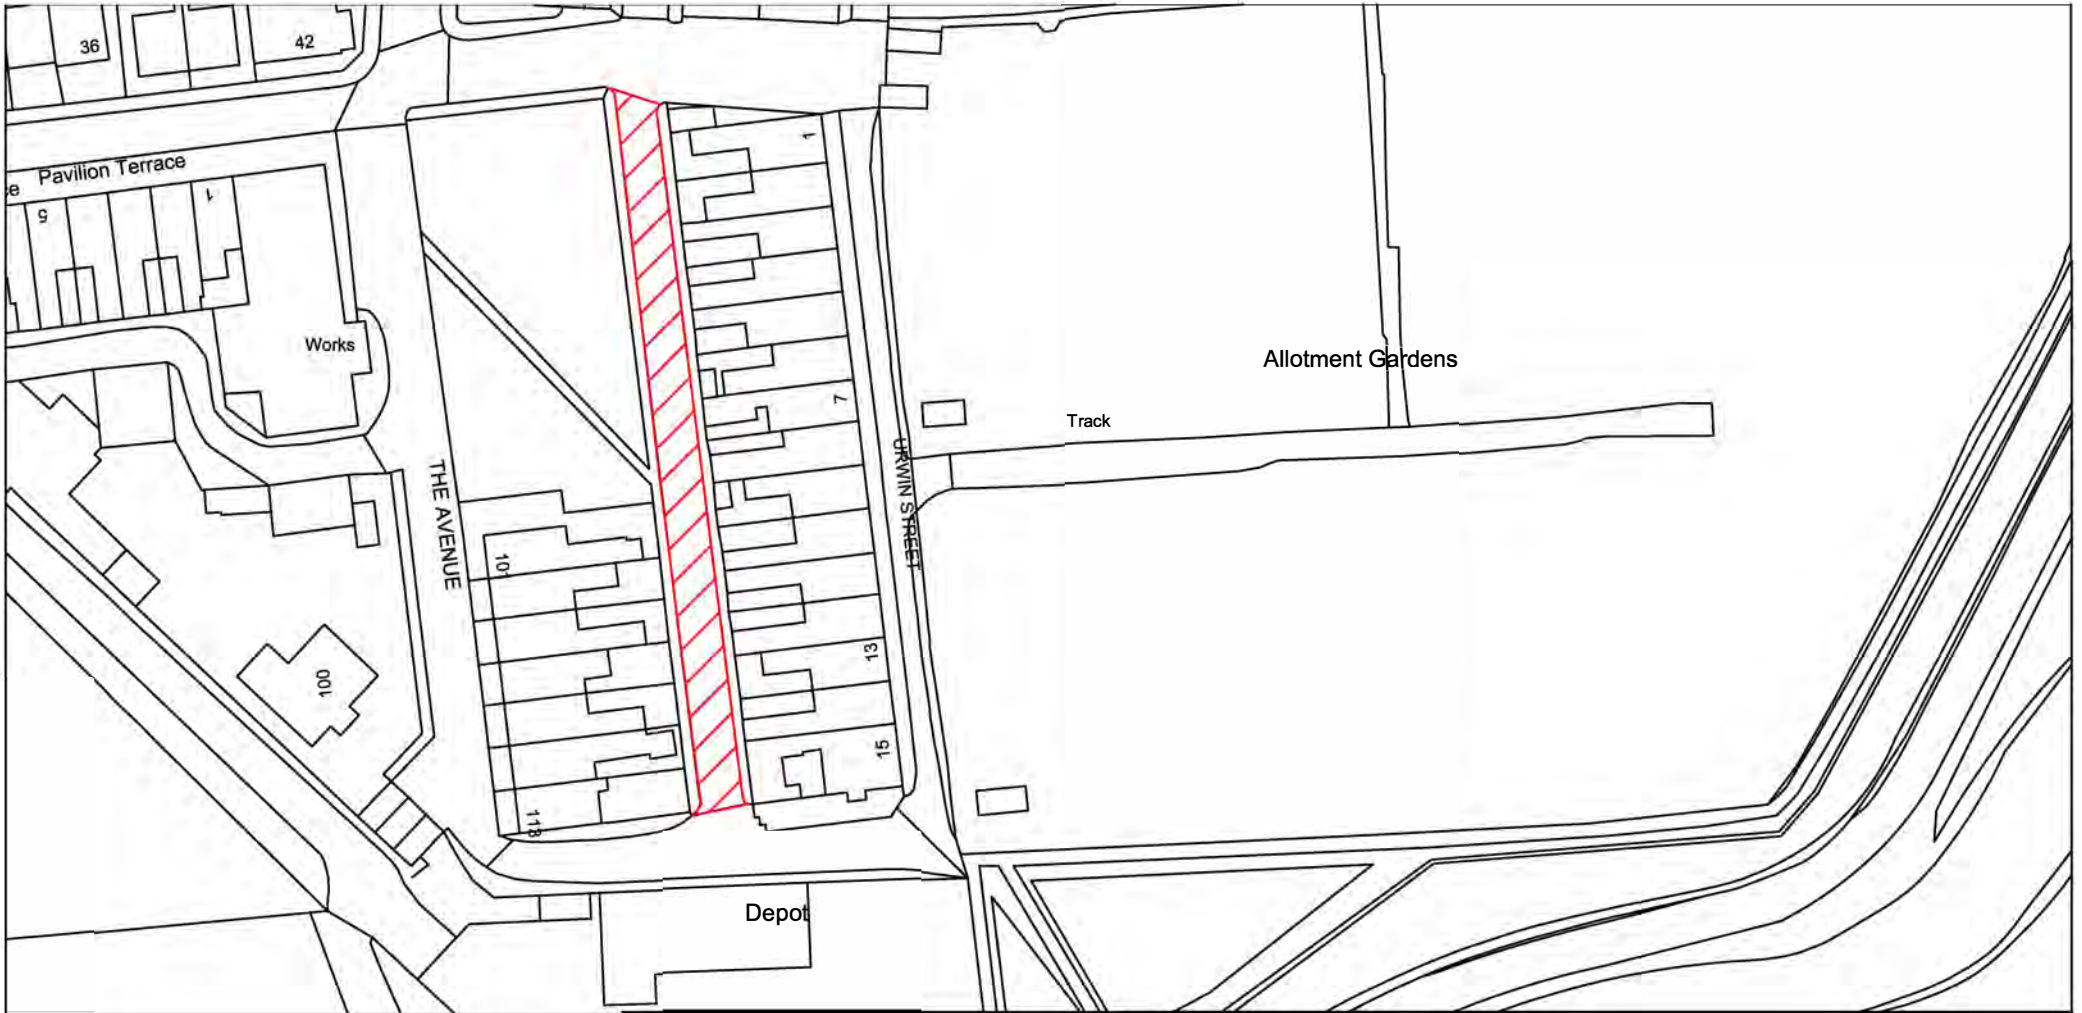 36
42
ce Pavilion Terrace
5
1
1
Works
Allotment Gardens
7
Track
URWIN STREET
THE AVENUE
101
13
100
15
113
Depot